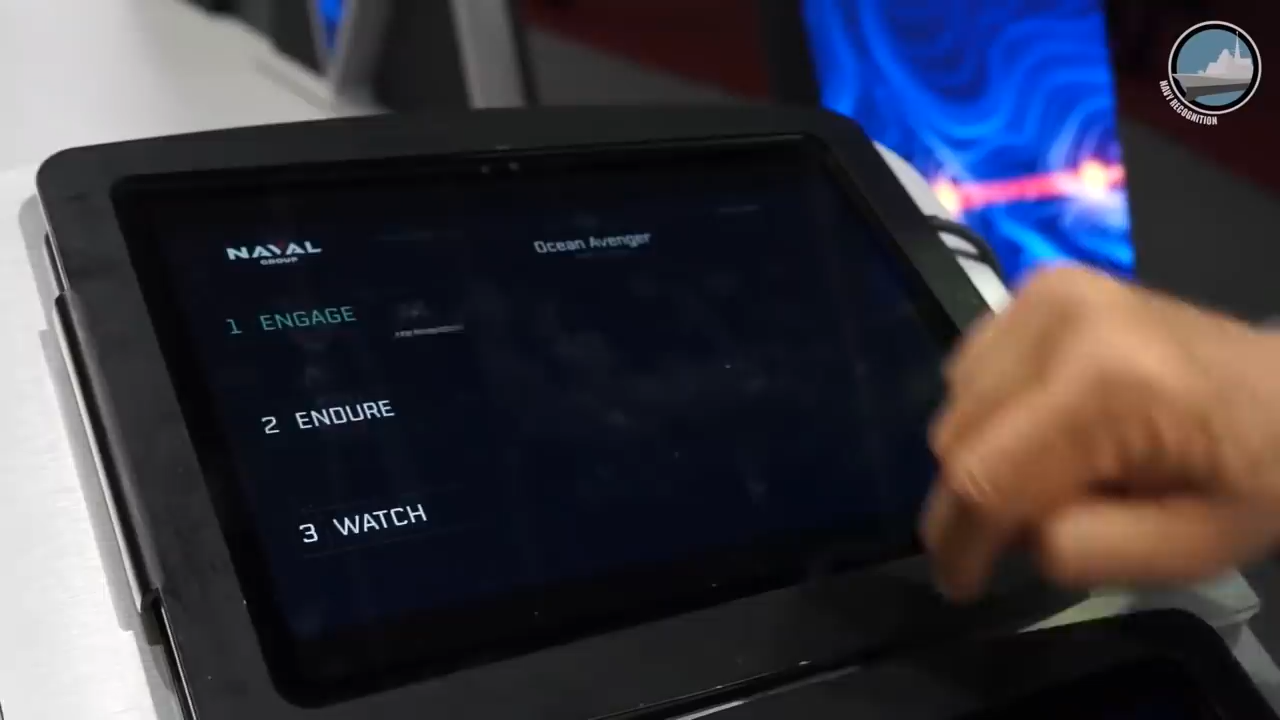 NAVY RECOGNITION
NAVAL
GROUP
Ocean Avenger
1 ENGAGE
2 ENDURE
3 WATCH